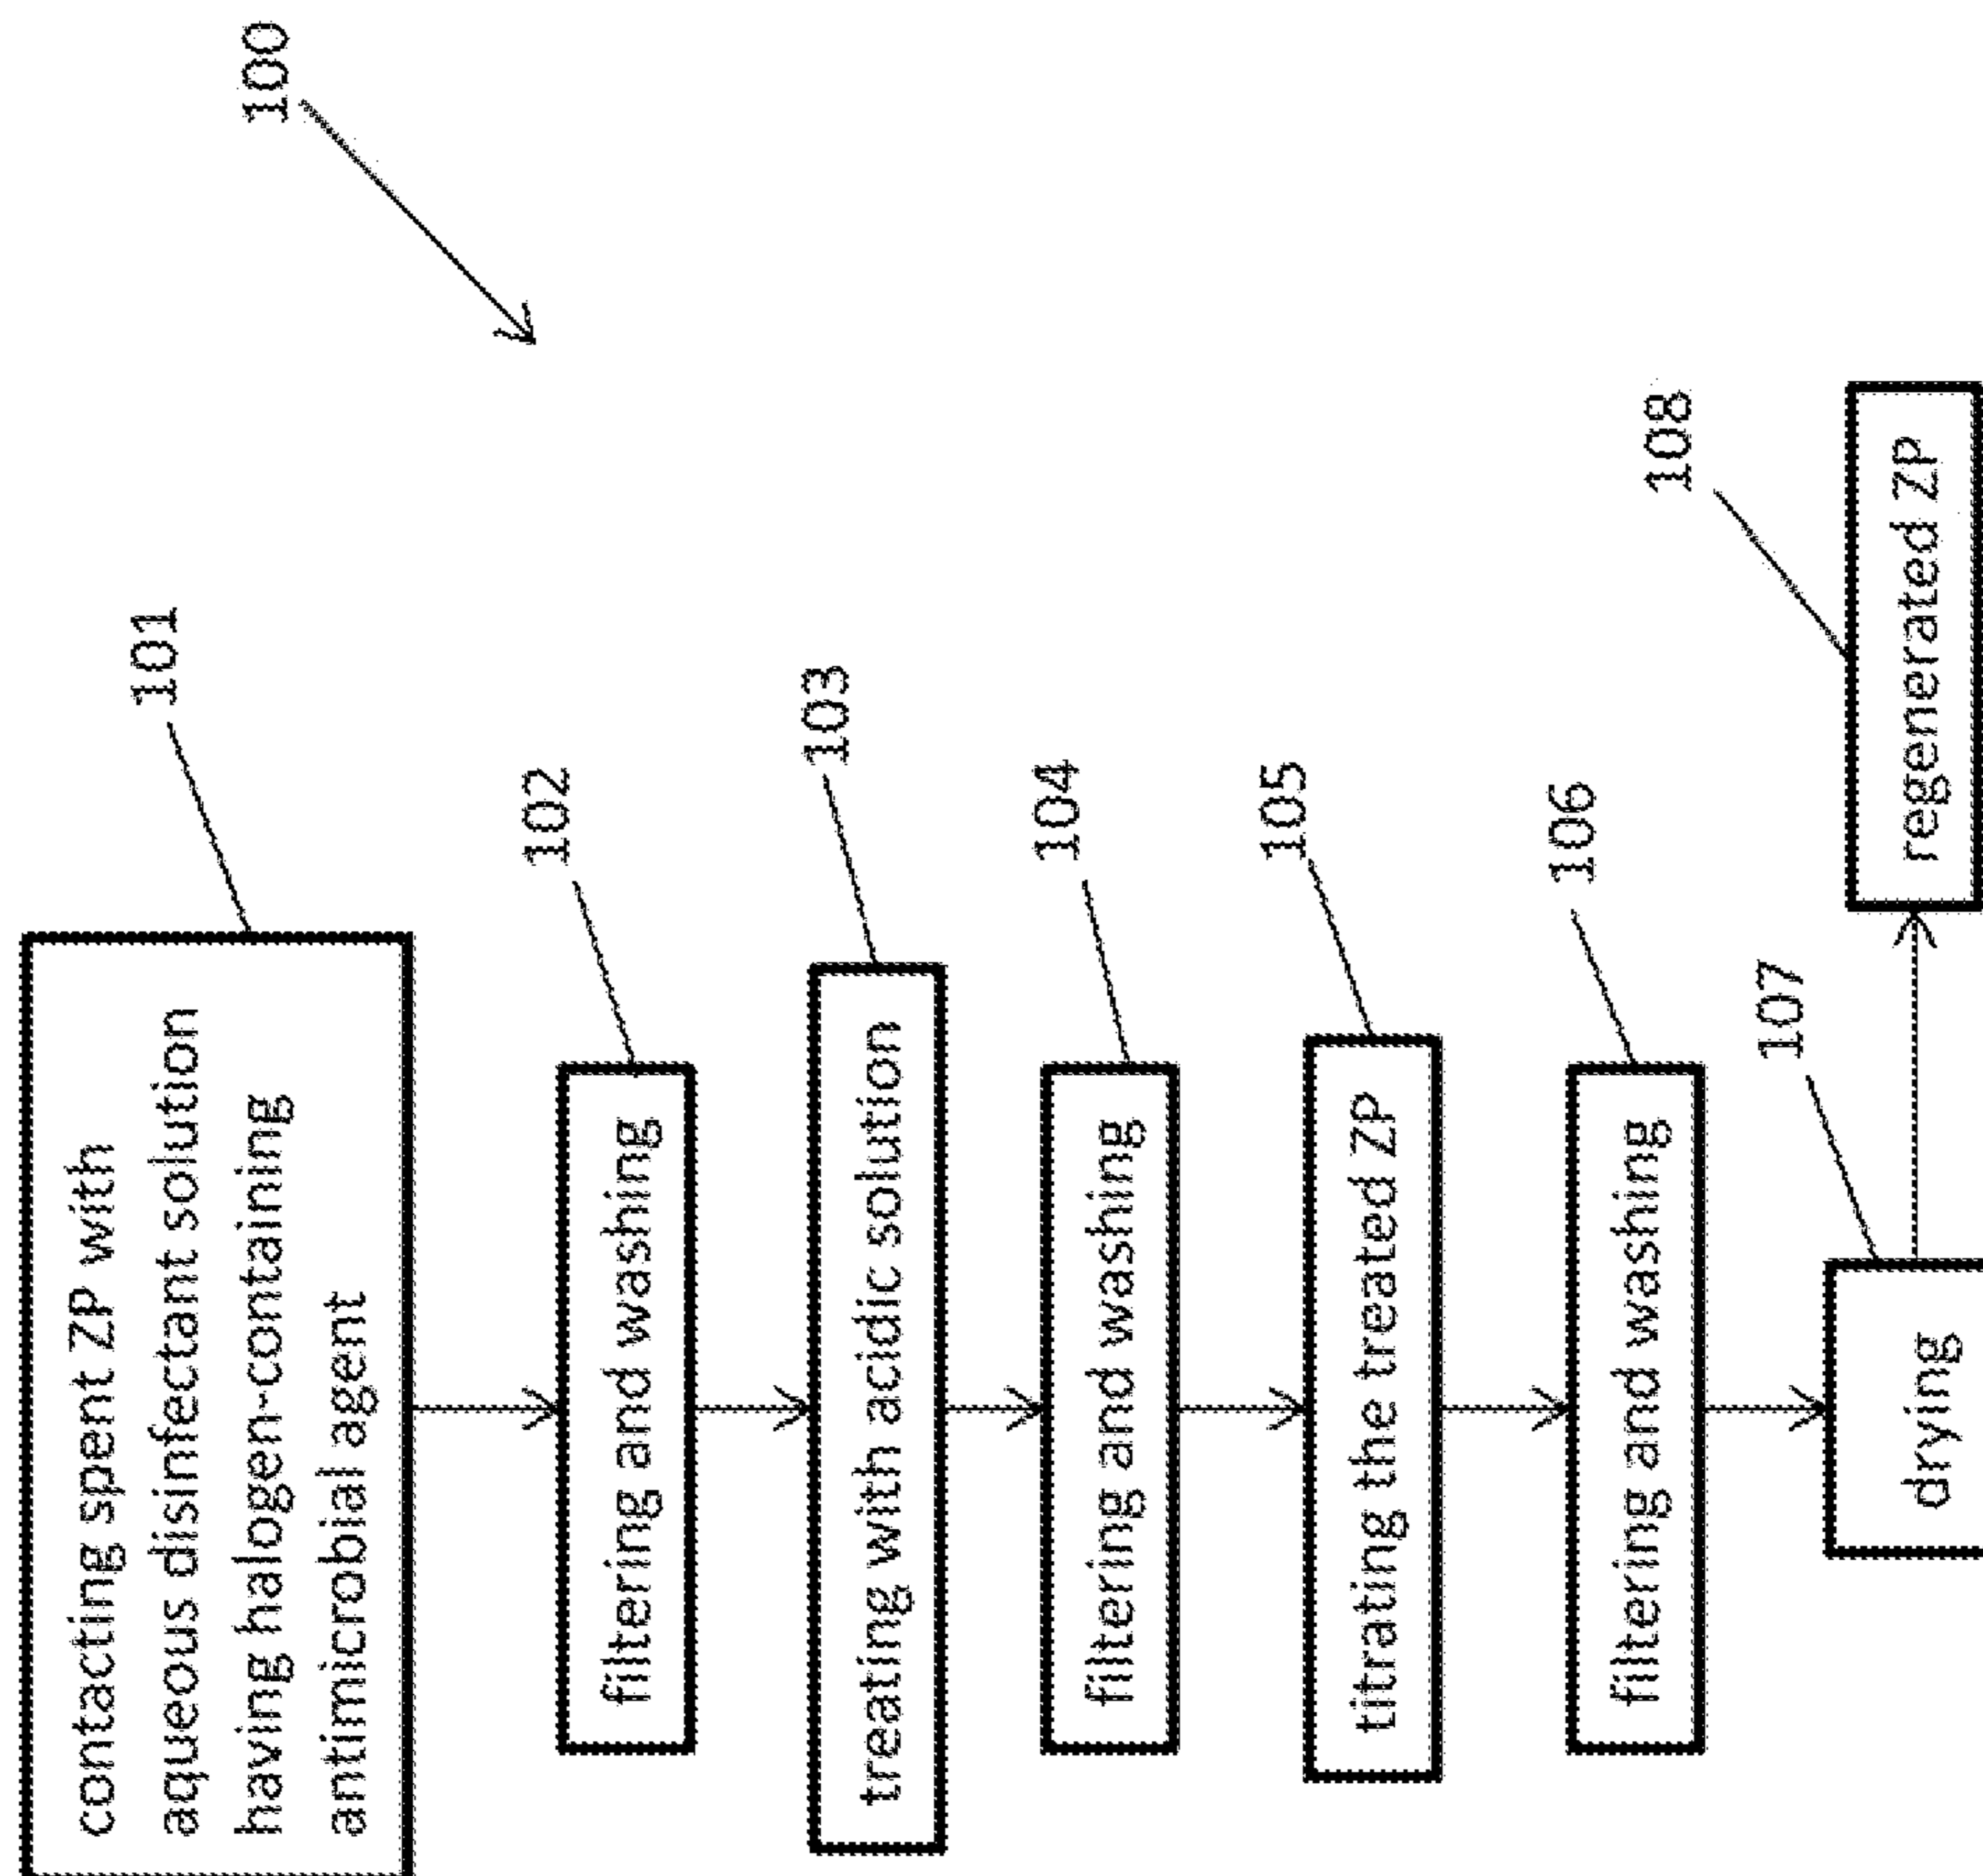 100
contacting spent ZP with
aqueous disinfectant solution
having halogen-containing
antimicrobial agent
101
filtering and washing
102
treating with acidic solution
103
filtering and washing
104
titrating the treated ZP
105
filtering and washing
106
drying
107
regenerated ZP
108